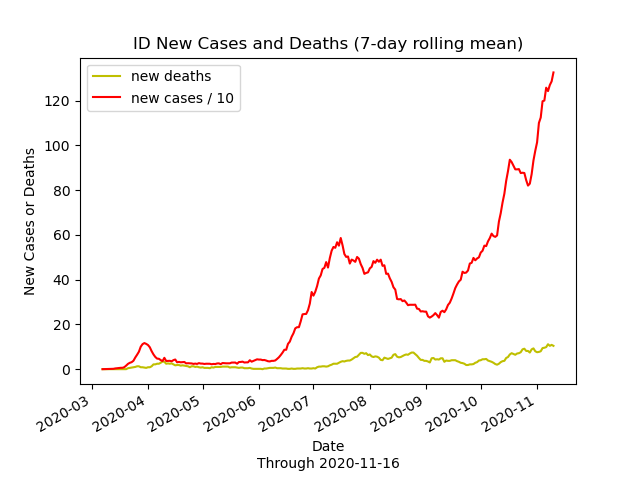 ID New Cases and Deaths (7-day rolling mean)
new deaths
new cases / 10
New Cases or Deaths
120
100
80
60
40
20
0
2020-03
2020-04
2020-05
2020-06
2020-07
2020-08
2020-09
2020-10
2020-11
Date
Through 2020-11-16